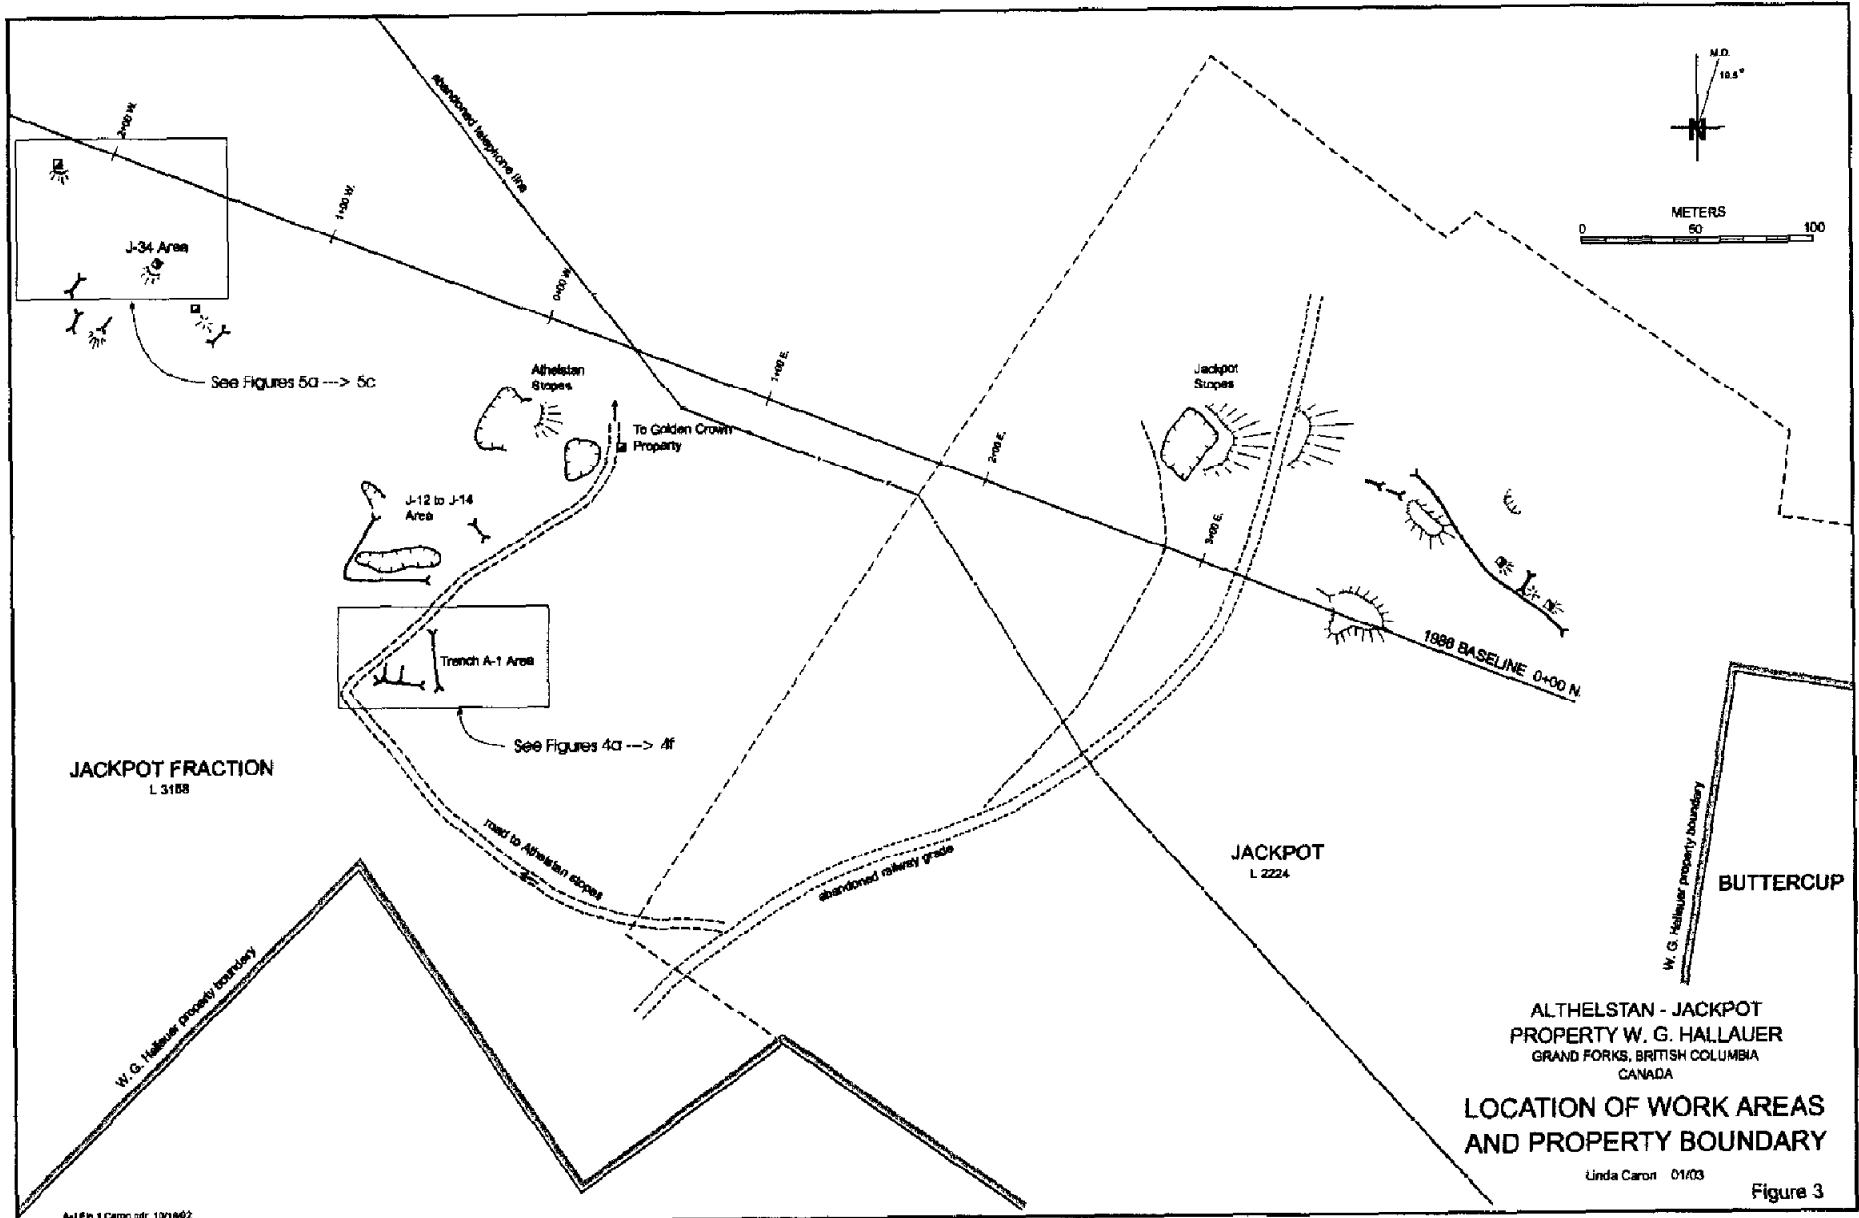 abandoned telephone line
2+00 W.
1+00 W.
0+00 W.
1+00 E.
2+00 E.
3+00 E.
M.D.
N
METERS
0 50 100
J-34 Area
See Figures 5a ---> 5c
Athelstan
Stopes
To Golden Crown
Property
Jackpot
Stopes
J-12 to J-14
Area
Trench A-1 Area
See Figures 4a ---> 4f
1986 BASELINE 0+00 N.
JACKPOT FRACTION
road to Athelstan stopes
abandoned railway grade
JACKPOT
L 2224
W. G. Hallauer property boundary
BUTTERCUP
W. G. Hallauer property boundary
ALTHELSTAN - JACKPOT
PROPERTY W. G. HALLAUER
GRAND FORKS, BRITISH COLUMBIA
CANADA
LOCATION OF WORK AREAS
AND PROPERTY BOUNDARY
Linda Caron 01/03
Figure 3